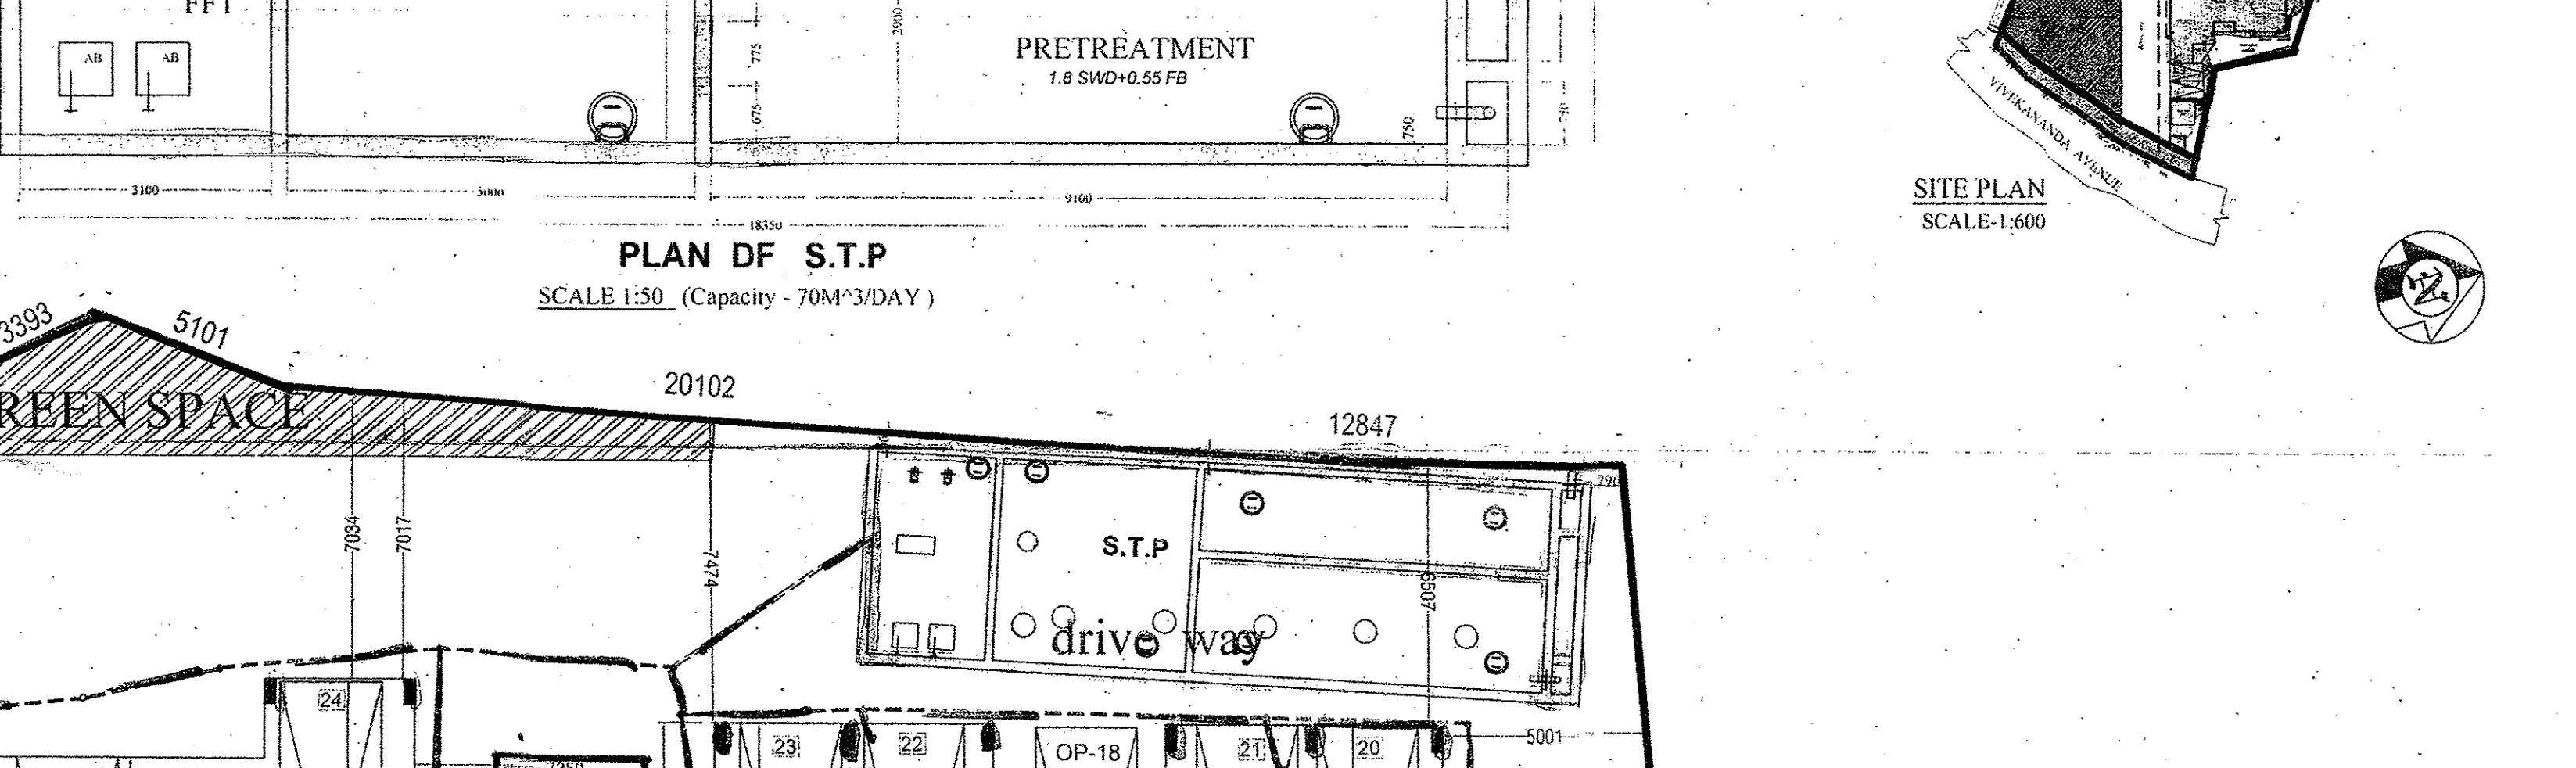 FFT
AB
AB
775
675
2900
PRETREATMENT
1.8 SWD+0.55 FB
750
3100
9100
18350
PLAN DF S.T.P
SCALE 1:50 (Capacity - 70M^3/DAY )
VIVEKANANDA AVENUE
SITE PLAN
SCALE-1:600
N
3393
5101
REEN SPACE
20102
12847
7034
7017
7474
S.T.P
6507
drive way
24
23
22
OP-18
21
20
5001